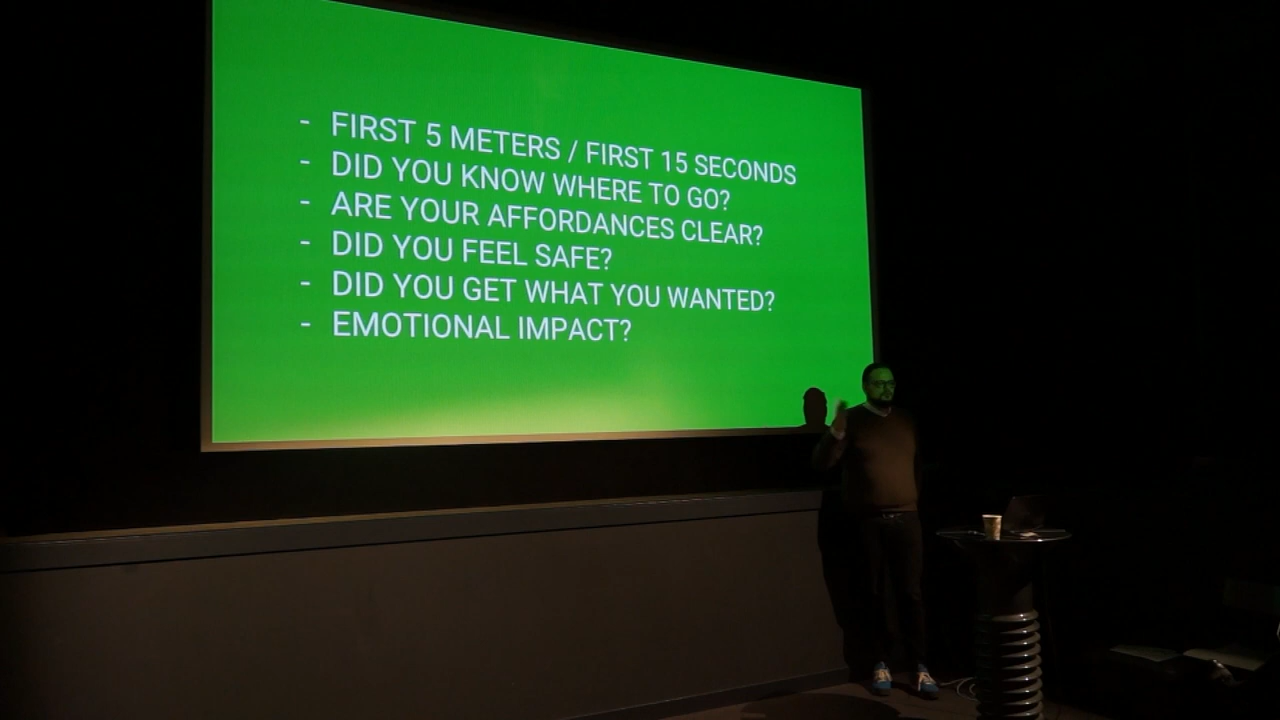 - FIRST 5 METERS / FIRST 15 SECONDS
- DID YOU KNOW WHERE TO GO?
- ARE YOUR AFFORDANCES CLEAR?
- DID YOU FEEL SAFE?
- DID YOU GET WHAT YOU WANTED?
- EMOTIONAL IMPACT?